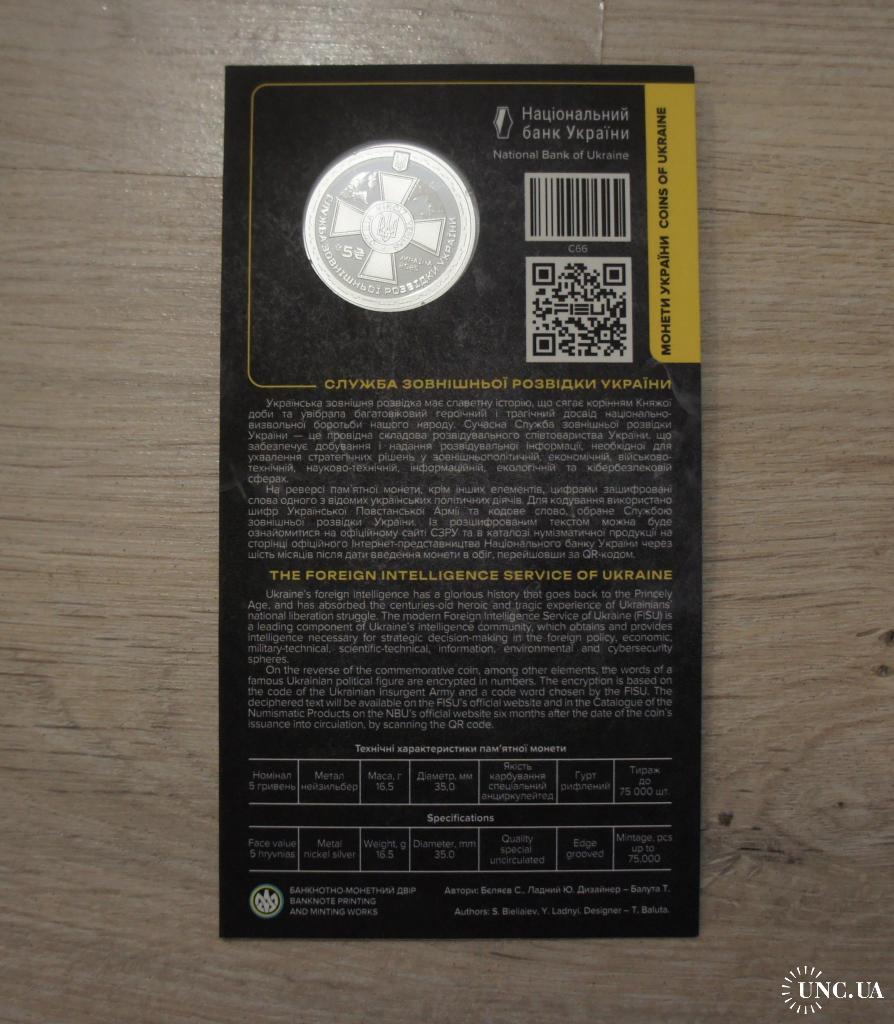 Національний
банк України
National Bank of Ukraine
C66
FISU
МОНЕТИ УКРАЇНИ COINS OF UKRAINE
СЛУЖБА ЗОВНІШНЬОЇ РОЗВІДКИ УКРАЇНИ
5₴
СЛУЖБА ЗОВНІШНЬОЇ РОЗВІДКИ УКРАЇНИ
Українська зовнішня розвідка має славетну історію, що сягає корінням Княжої
доби та увібрала багатовіковий героїчний і трагічний досвід національно-
визвольної боротьби нашого народу. Сучасна Служба зовнішньої розвідки
України — це провідна складова розвідувального співтовариства України, що
забезпечує добування і надання розвідувальної інформації, необхідної для
ухвалення стратегічних рішень у зовнішньополітичній, економічній, військово-
технічній, науково-технічній, інформаційній, екологічній та кібербезпековій
сферах.
На реверсі пам'ятної монети, крім інших елементів, цифрами зашифровані
слова одного з відомих українських політичних діячів. Для кодування використано
шифр Української Повстанської Армії та кодове слово, обране Службою
зовнішньої розвідки України. Із розшифрованим текстом можна буде
ознайомитися на офіційному сайті СЗРУ та в каталозі нумізматичної продукції на
сторінці офіційного Інтернет-представництва Національного банку України через
шість місяців після дати введення монети в обіг, перейшовши за QR-кодом.
THE FOREIGN INTELLIGENCE SERVICE OF UKRAINE
Ukraine's foreign intelligence has a glorious history that goes back to the Princely
Age, and has absorbed the centuries-old heroic and tragic experience of Ukrainians'
national liberation struggle. The modern Foreign Intelligence Service of Ukraine (FISU) is
a leading component of Ukraine's intelligence community, which obtains and provides
intelligence necessary for strategic decision-making in the foreign policy, economic,
military-technical, scientific-technical, information, environmental and cybersecurity
spheres.
On the reverse of the commemorative coin, among other elements, the words of a
famous Ukrainian political figure are encrypted in numbers. The encryption is based on
the code of the Ukrainian Insurgent Army and a code word chosen by the FISU. The
deciphered text will be available on the FISU's official website and in the Catalogue of the
Numismatic Products on the NBU's official website six months after the date of the coin's
issuance into circulation, by scanning the QR code.
Технічні характеристики пам'ятної монети
Номінал
5 гривень
Метал
нейзильбер
Маса, г
16,5
Діаметр, мм
35,0
Якість
карбування
спеціальний
анциркулейтед
Гурт
рифлений
Тираж
до
75 000 шт.
Specifications
Face value
5 hryvnias
Metal
nickel silver
Weight, g
16.5
Diameter, mm
35.0
Quality
special
uncirculated
Edge
grooved
Mintage, pcs
up to
75,000
БАНКНОТНО-МОНЕТНИЙ ДВІР
BANKNOTE PRINTING
AND MINTING WORKS
Автори: Бєляєв С., Ладний Ю. Дизайнер – Балута Т.
Authors: S. Bieliaiev, Y. Ladnyi. Designer – T. Baluta.
UNC.UA